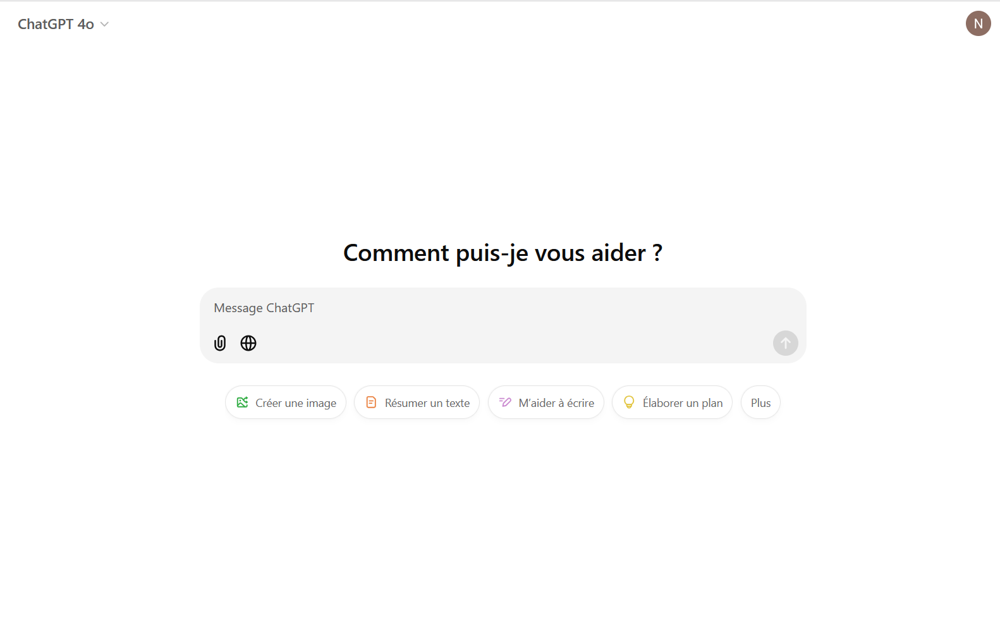 ChatGPT 4o
N
Comment puis-je vous aider ?
Message ChatGPT
Créer une image
Résumer un texte
M’aider à écrire
Élaborer un plan
Plus